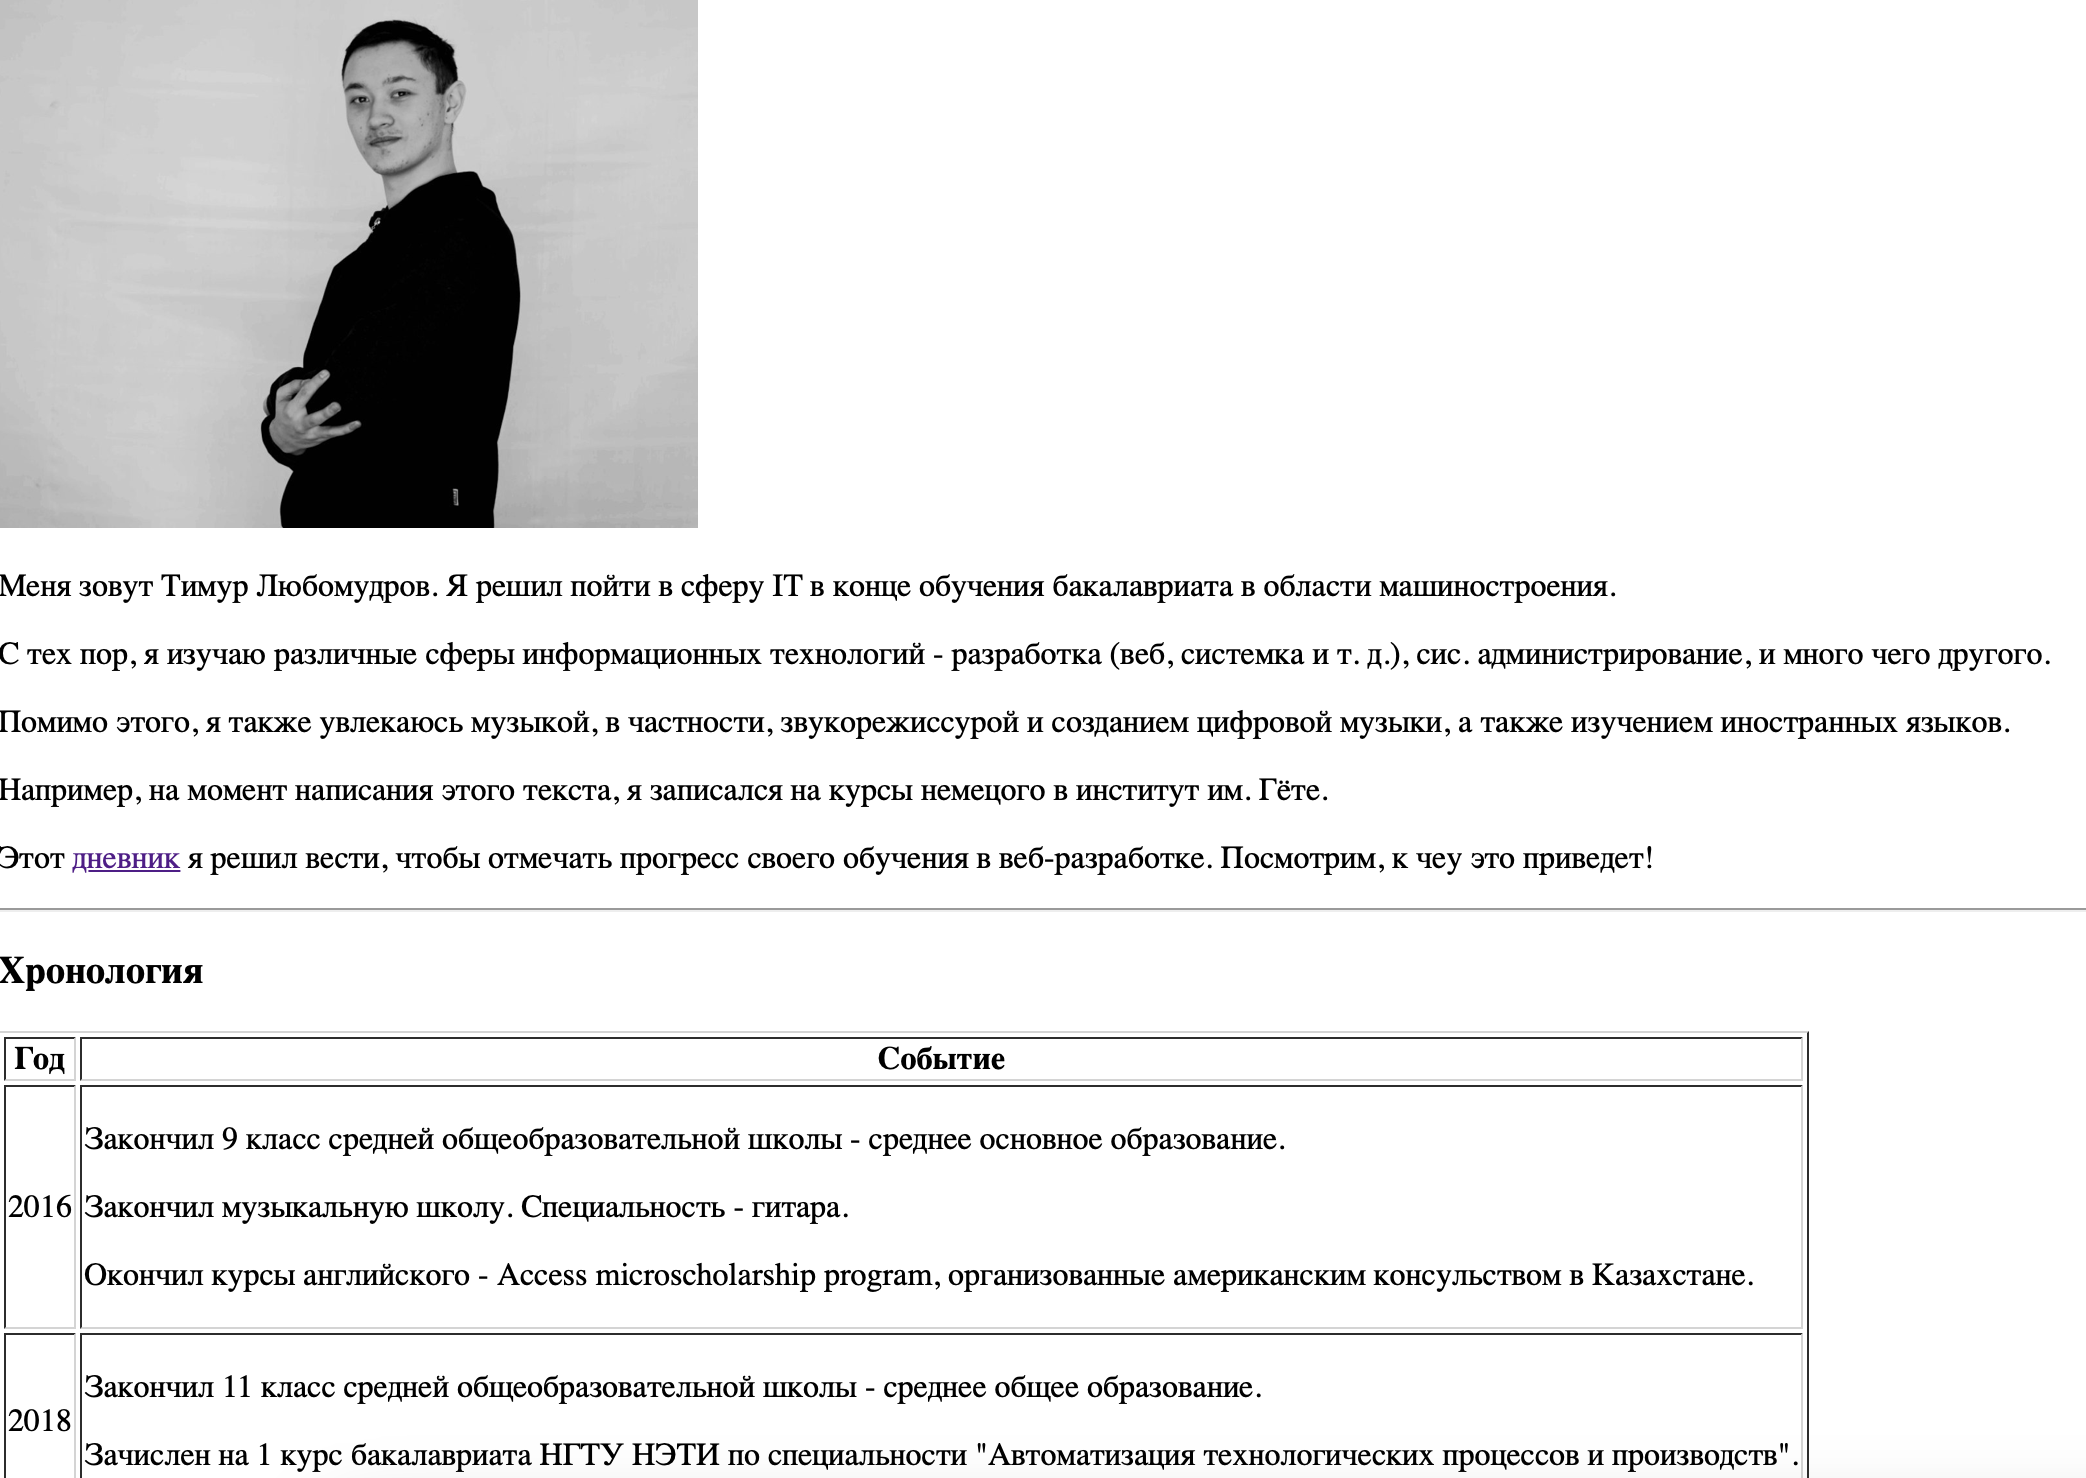 Меня зовут Тимур Любомудров. Я решил пойти в сферу IT в конце обучения бакалавриата в области машиностроения.
С тех пор, я изучаю различные сферы информационных технологий - разработка (веб, системка и т. д.), сис. администрирование, и много чего другого.
Помимо этого, я также увлекаюсь музыкой, в частности, звукорежиссурой и созданием цифровой музыки, а также изучением иностранных языков.
Например, на момент написания этого текста, я записался на курсы немецого в институт им. Гёте.
Этот дневник я решил вести, чтобы отмечать прогресс своего обучения в веб-разработке. Посмотрим, к чеу это приведет!
Хронология
Год Событие
Закончил 9 класс средней общеобразовательной школы - среднее основное образование.
2016 Закончил музыкальную школу. Специальность - гитара.
Окончил курсы английского - Access microscholarship program, организованные американским консульством в Казахстане.
Закончил 11 класс средней общеобразовательной школы - среднее общее образование.
2018
Зачислен на 1 курс бакалавриата НГТУ НЭТИ по специальности "Автоматизация технологических процессов и производств".